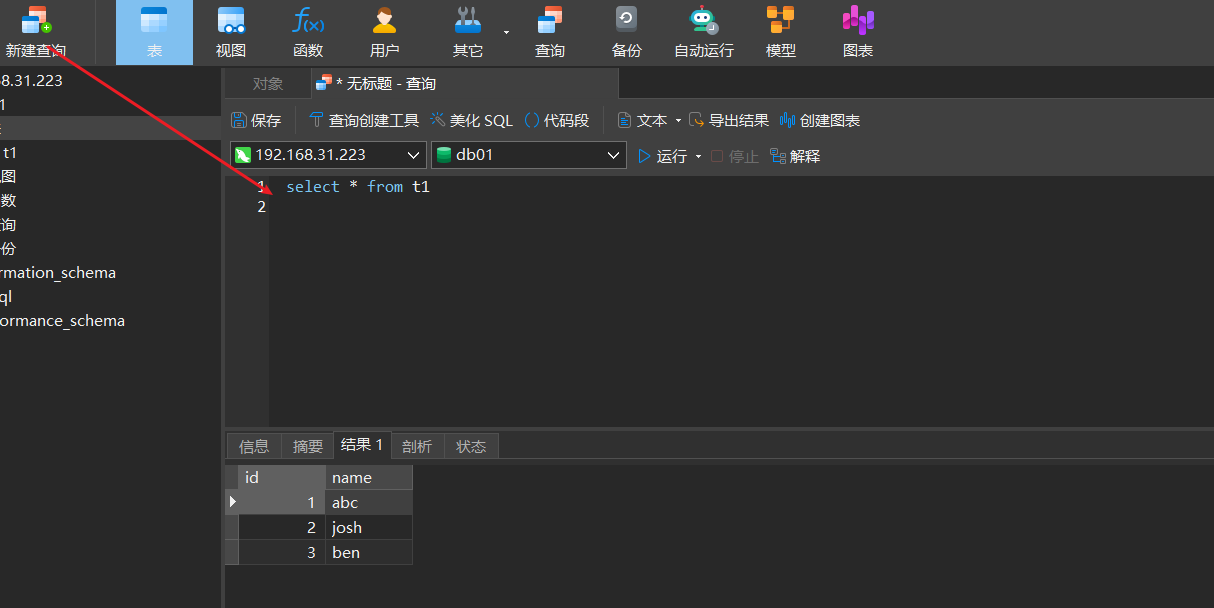 新建查询 表 视图 函数 用户 其它 查询 备份 自动运行 模型 图表
8.31.223
1
t1
图
数
询
份
rmation_schema
ql
ormance_schema
对象 * 无标题 - 查询
保存 查询创建工具 美化 SQL () 代码段 文本 导出结果 创建图表
192.168.31.223 db01 运行 停止 解释
1 select * from t1
2
信息 摘要 结果 1 剖析 状态
id name
1 abc
2 josh
3 ben